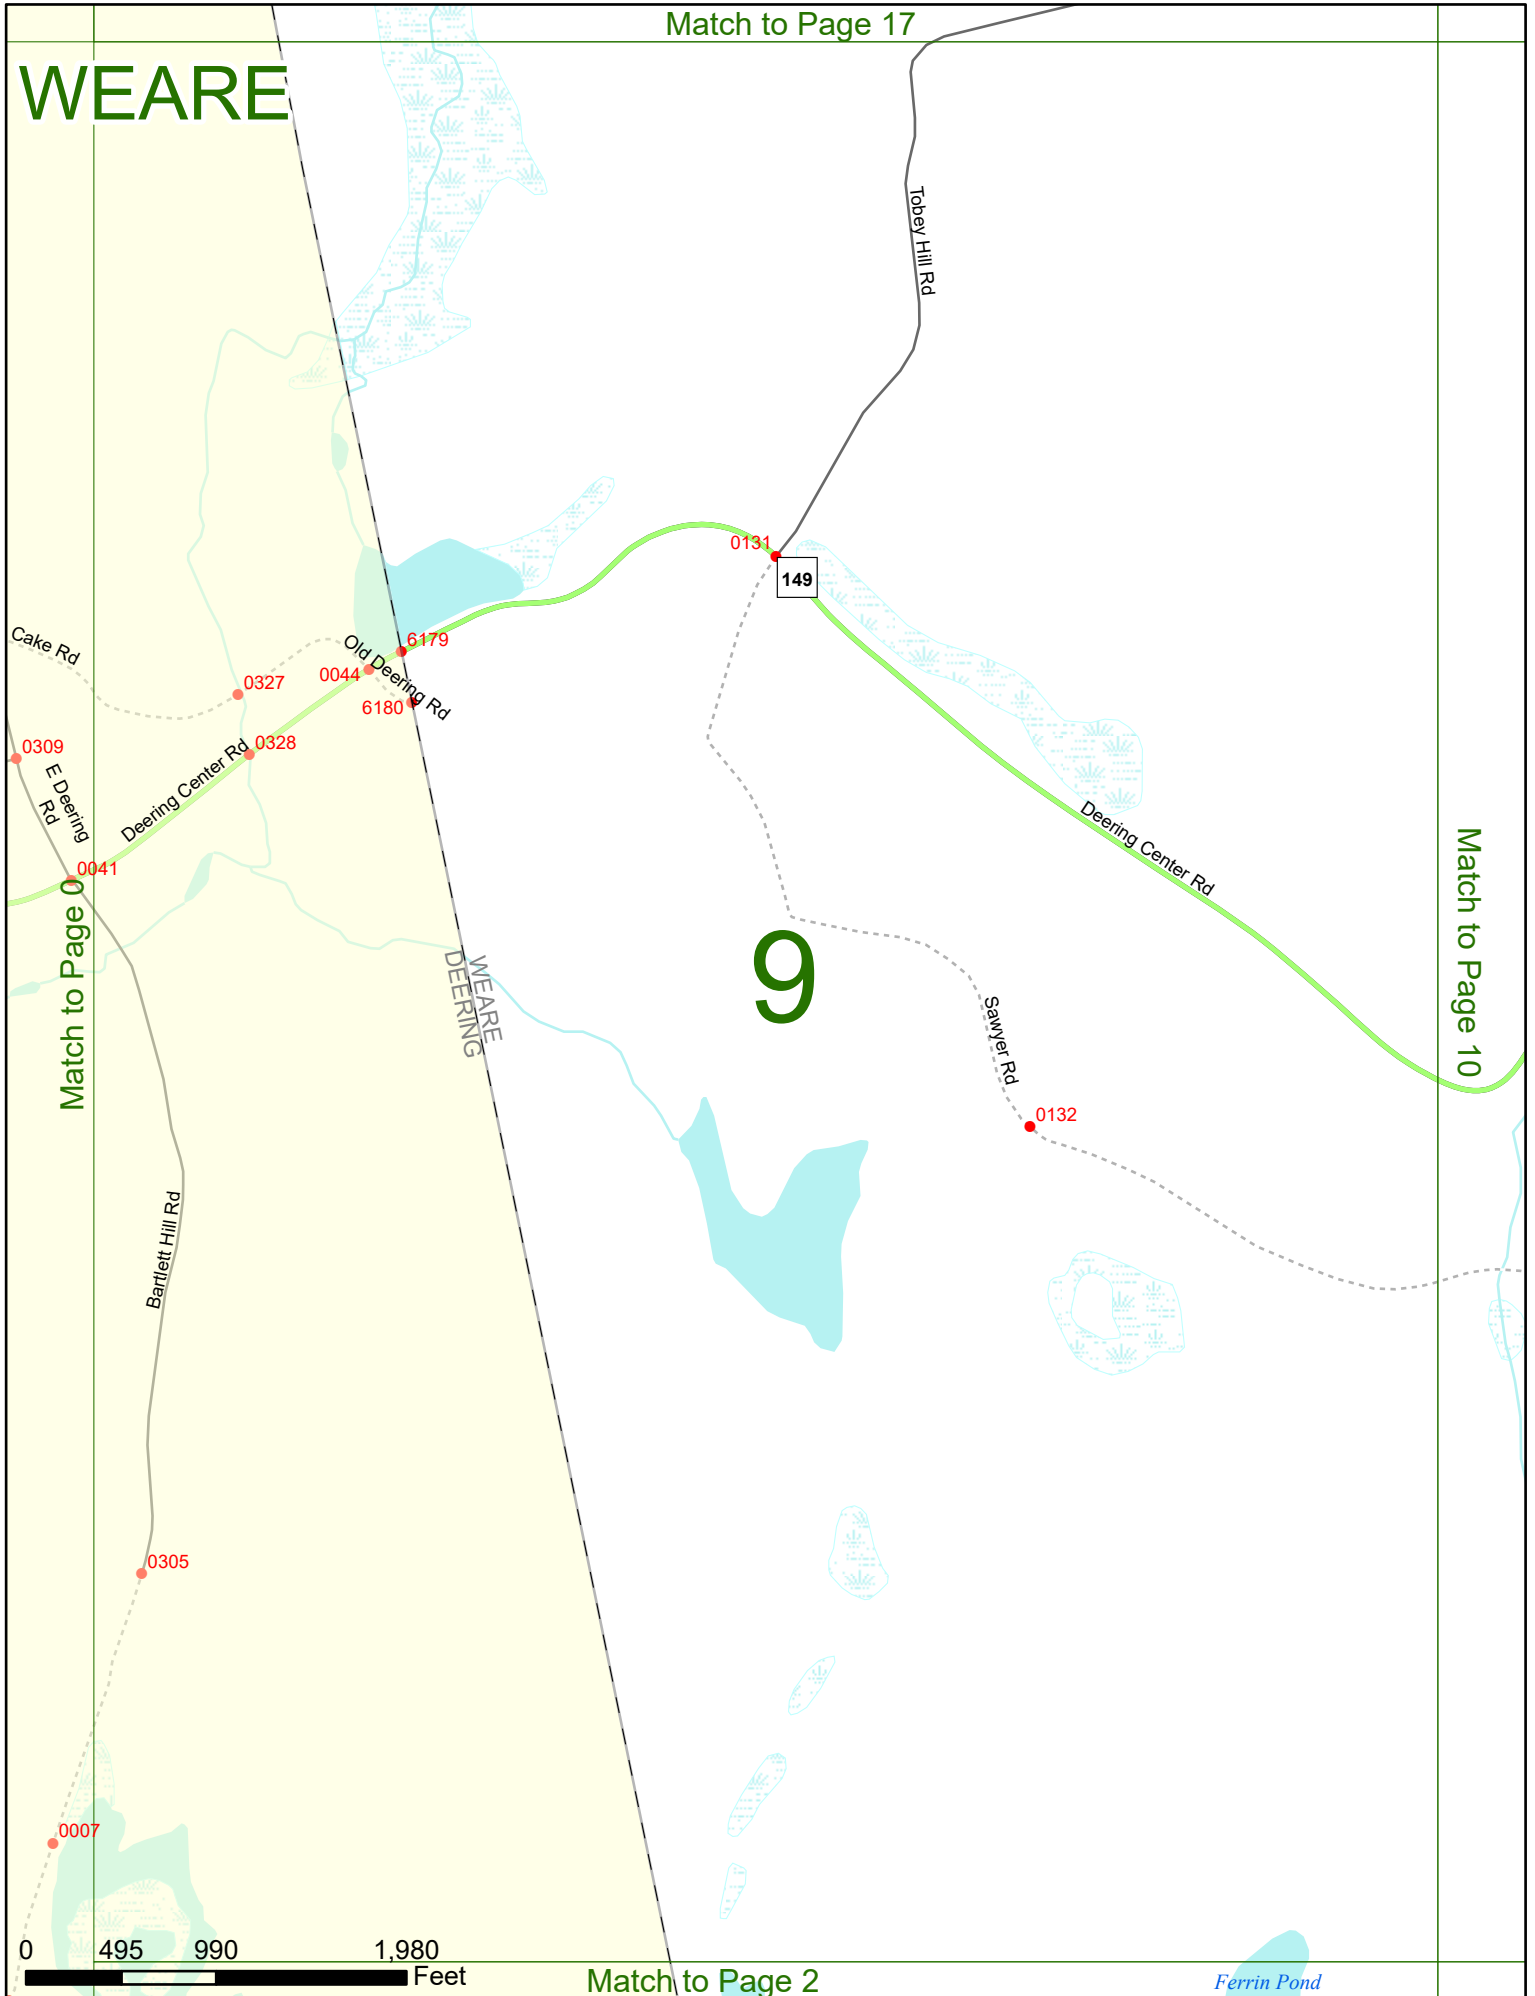 Match to Page 17
WEARE
Tobey Hill Rd
0131
149
Cake Rd
Old Deering Rd
6179
0044
0327
6180
0309
0328
E Deering
Rd
Deering Center Rd
Deering Center Rd
0041
Match to Page 0
Match to Page 10
WEARE
DEERING
9
Sawyer Rd
0132
Bartlett Hill Rd
0305
0007
0 495 990 1,980
Feet
Match to Page 2
Ferrin Pond